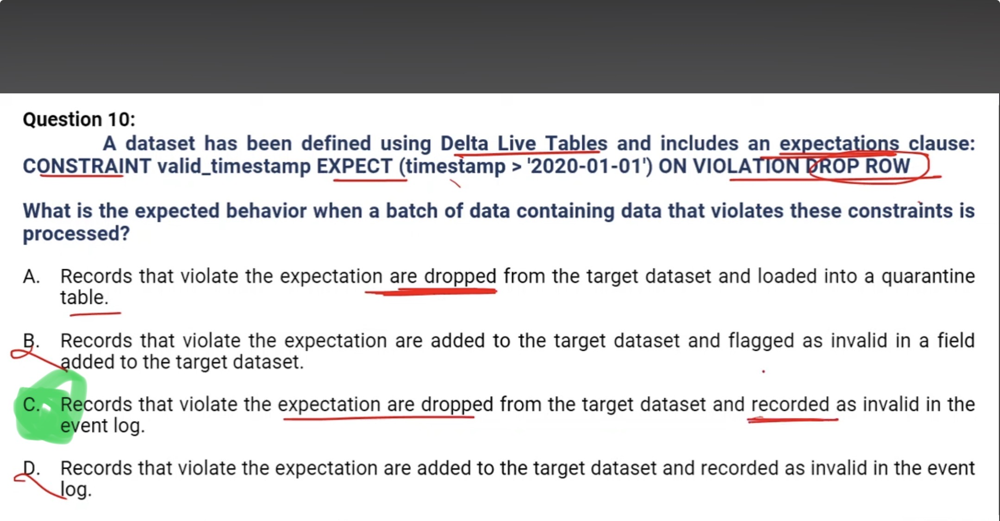 Question 10:
A dataset has been defined using Delta Live Tables and includes an expectations clause:
CONSTRAINT valid_timestamp EXPECT (timestamp > '2020-01-01') ON VIOLATION DROP ROW
What is the expected behavior when a batch of data containing data that violates these constraints is
processed?
A. Records that violate the expectation are dropped from the target dataset and loaded into a quarantine
table.
B. Records that violate the expectation are added to the target dataset and flagged as invalid in a field
added to the target dataset.
C. Records that violate the expectation are dropped from the target dataset and recorded as invalid in the
event log.
D. Records that violate the expectation are added to the target dataset and recorded as invalid in the event
log.